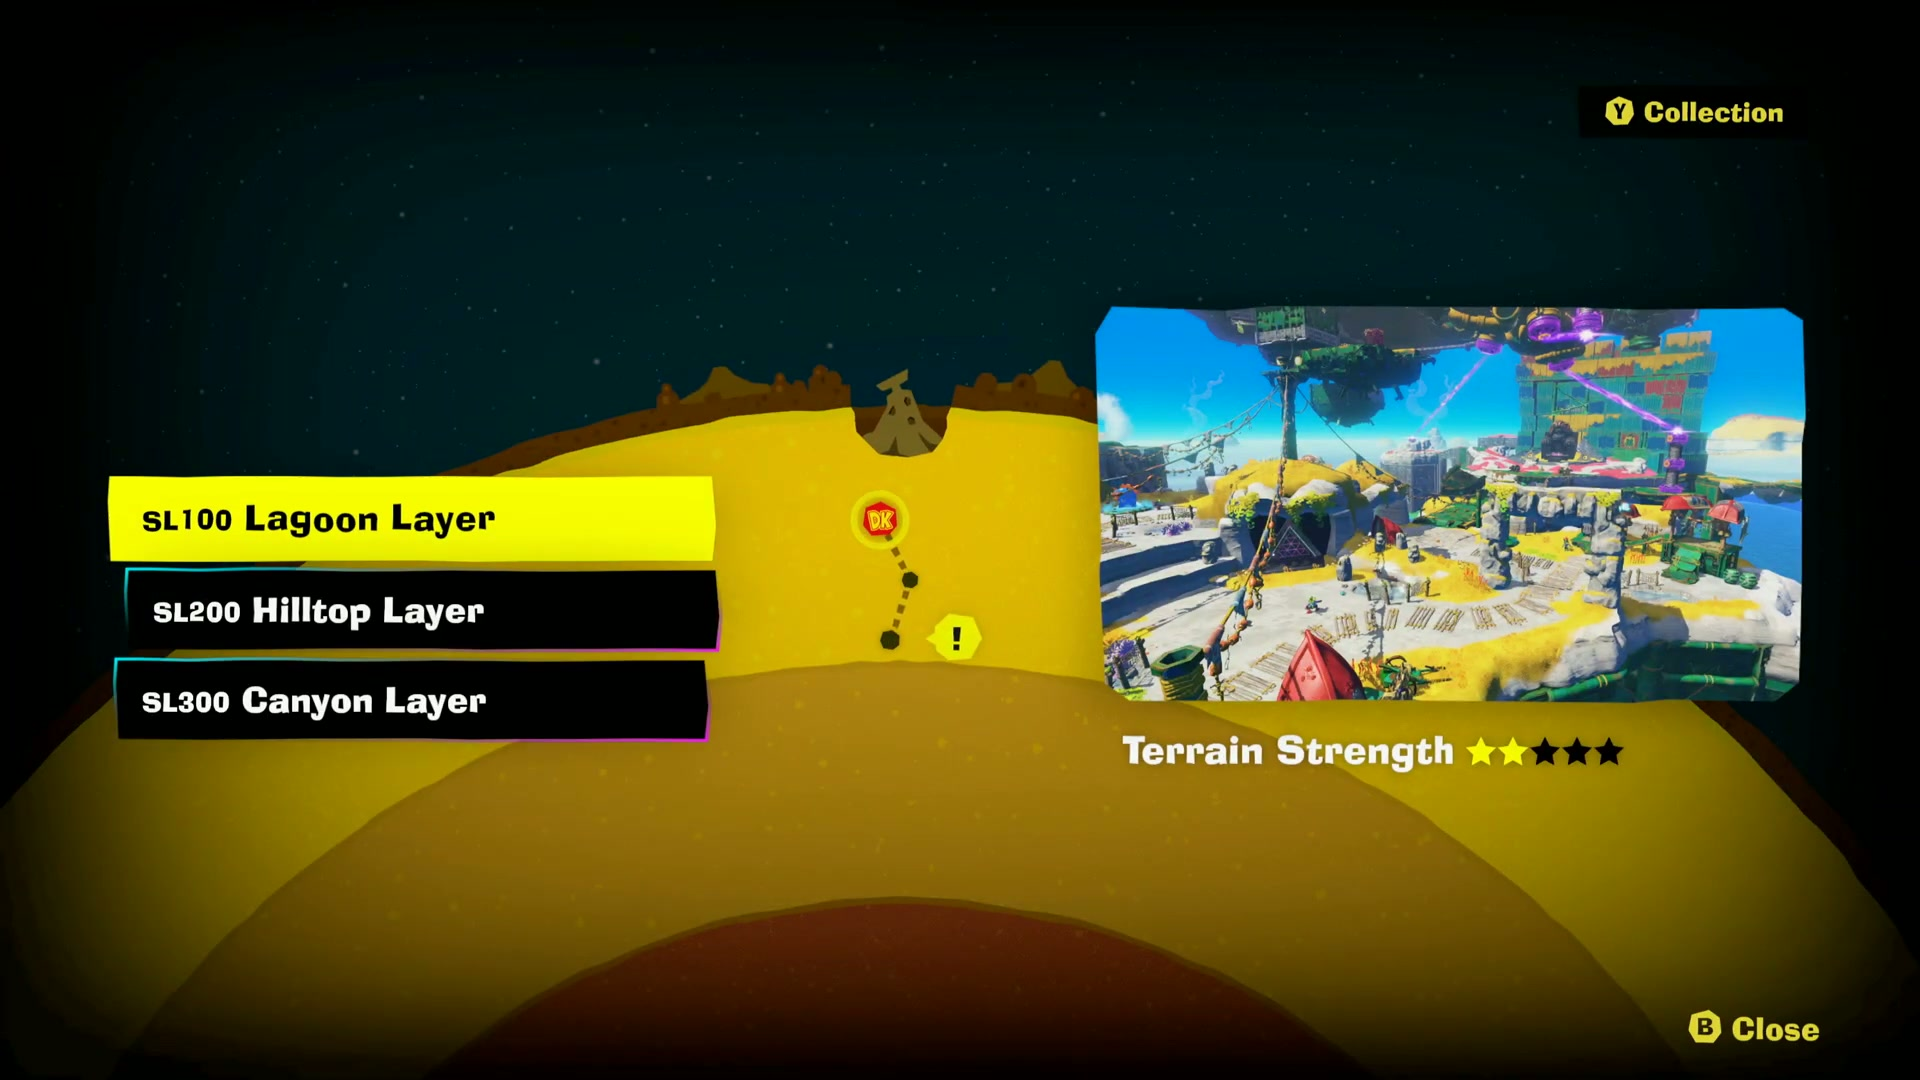 Y Collection
SL100 Lagoon Layer
DK
SL200 Hilltop Layer
!
SL300 Canyon Layer
Terrain Strength
B Close